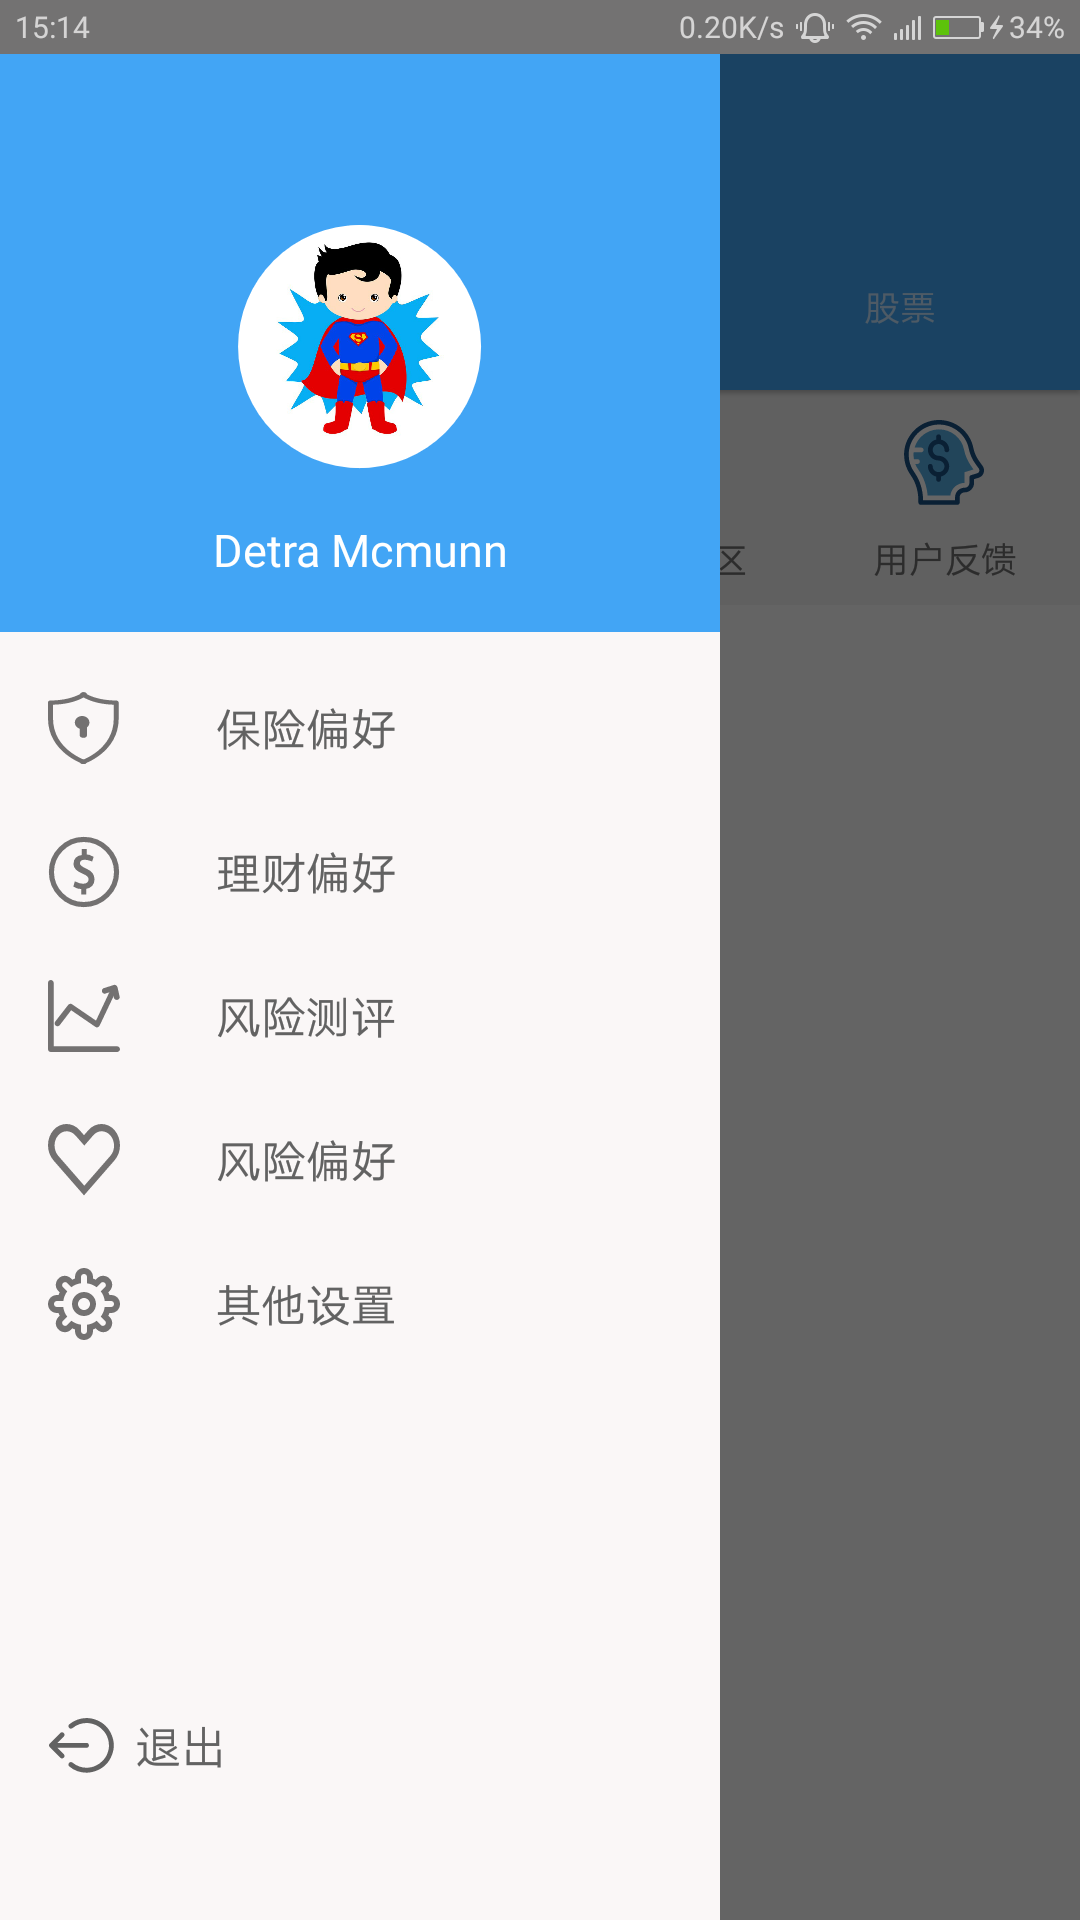 15:14
0.20K/s
34%
股票
Detra Mcmunn
区
用户反馈
保险偏好
理财偏好
风险测评
风险偏好
其他设置
退出